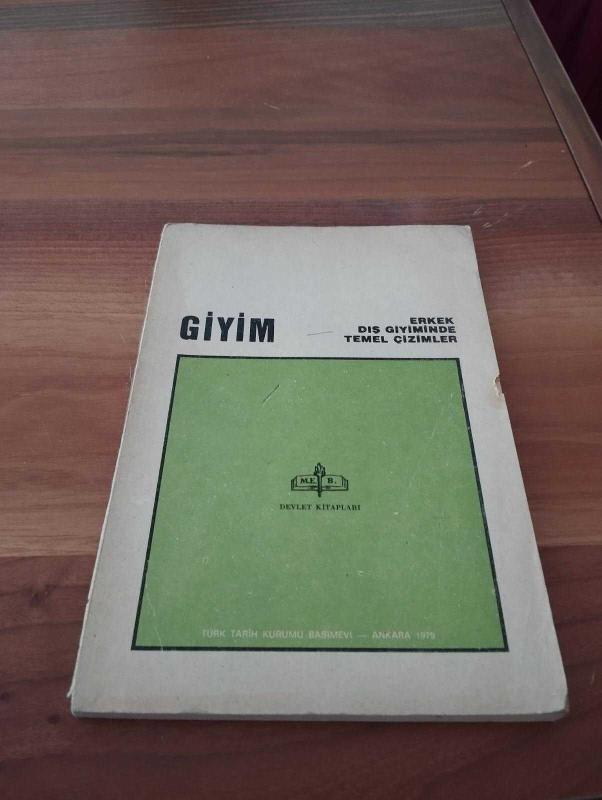 GİYİM
ERKEK
DIŞ GİYİMİNDE
TEMEL ÇİZİMLER
M.E. B.
DEVLET KİTAPLARI
TÜRK TARİH KURUMU BASIMEVİ — ANKARA 1979